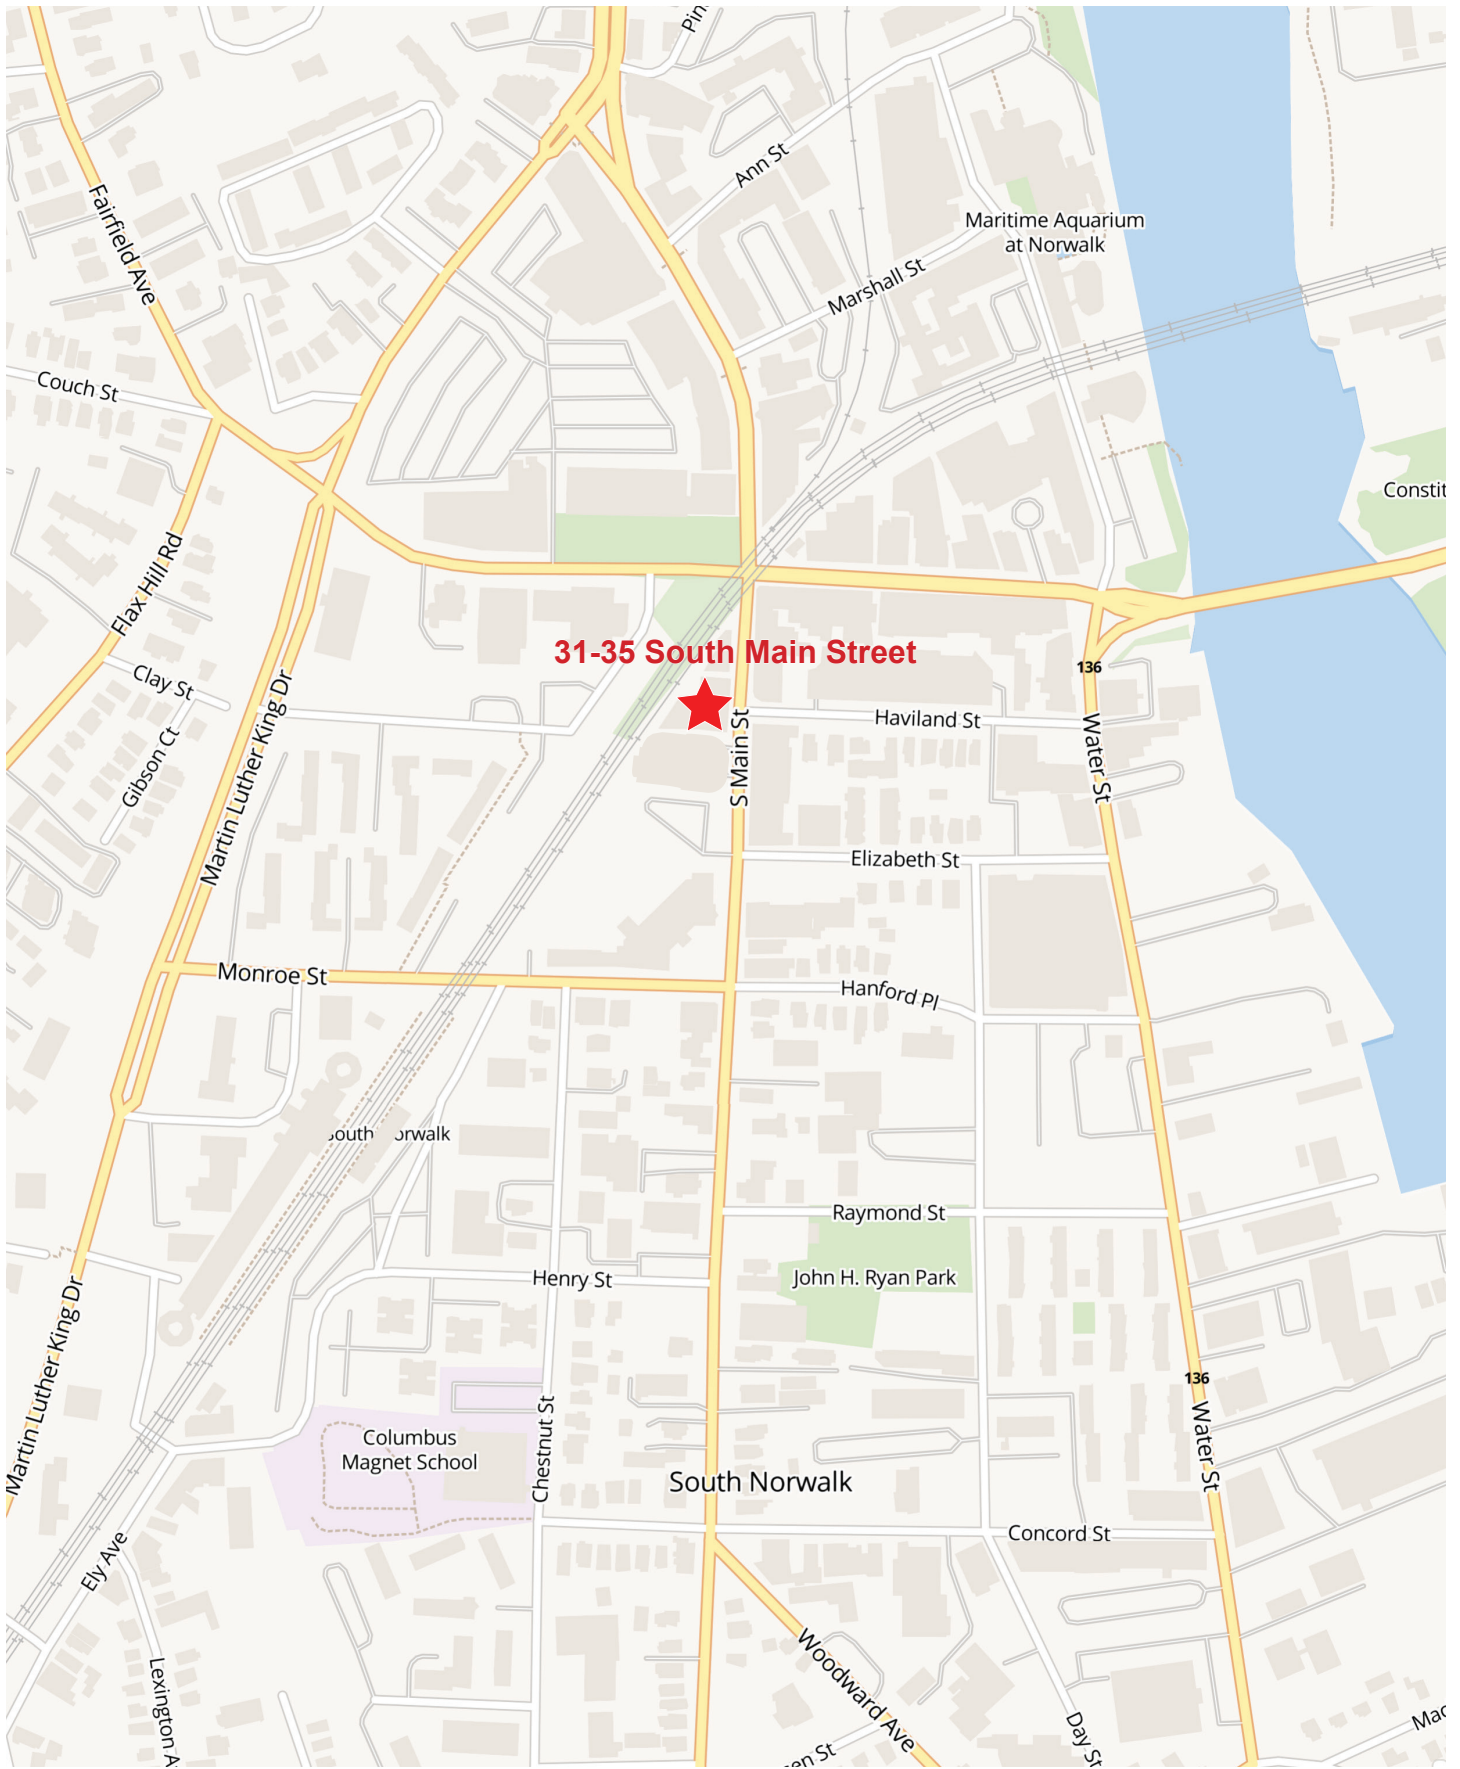 Ann St
Maritime Aquarium
at Norwalk
Fairfield Ave
Marshall St
Couch St
Flax Hill Rd
31-35 South Main Street
136
Clay St
Haviland St
Gibson Ct
Martin Luther King Dr
S Main St
Water St
Elizabeth St
Monroe St
Hanford Pl
Raymond St
Henry St
John H. Ryan Park
Martin Luther King Dr
136
Columbus
Magnet School
Chestnut St
Water St
South Norwalk
Concord St
Ely Ave
Woodward Ave
Lexington
Day St
St